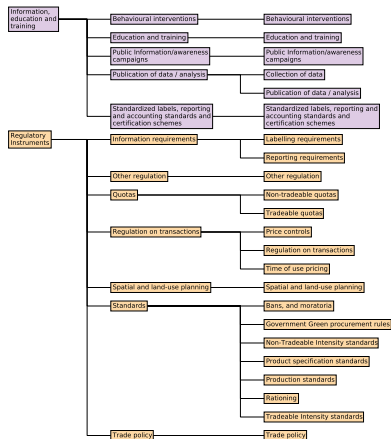 Information,
education and
training
Behavioural interventions
Behavioural interventions
Education and training
Education and training
Public Information/awareness
campaigns
Public Information/awareness
campaigns
Publication of data / analysis
Collection of data
Publication of data / analysis
Standardized labels, reporting
and accounting standards and
certification schemes
Standardized labels, reporting and
accounting standards and
certification schemes
Regulatory
Instruments
Information requirements
Labelling requirements
Reporting requirements
Other regulation
Other regulation
Quotas
Non-tradeable quotas
Tradeable quotas
Regulation on transactions
Price controls
Regulation on transactions
Time of use pricing
Spatial and land-use planning
Spatial and land-use planning
Standards
Bans, and moratoria
Government Green procurement rules
Non-Tradeable Intensity standards
Product specification standards
Production standards
Rationing
Tradeable Intensity standards
Trade policy
Trade policy